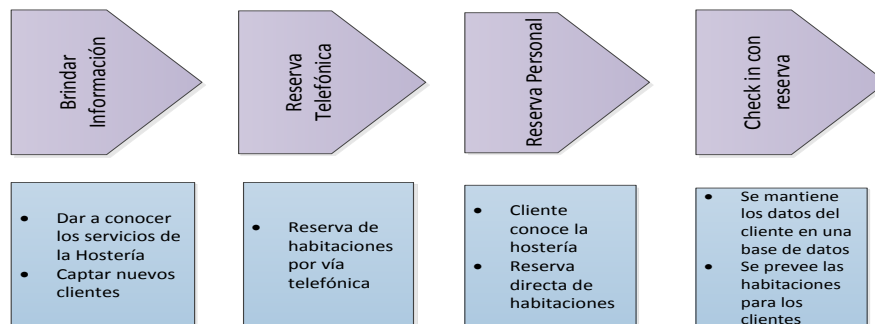 Brindar
Información
Reserva
Telefónica
Reserva Personal
Check in con
reserva
• Dar a conocer
los servicios de
la Hostería
• Captar nuevos
clientes
• Reserva de
habitaciones
por vía
telefónica
• Cliente
conoce la
hostería
• Reserva
directa de
habitaciones
• Se mantiene
los datos del
cliente en una
base de datos
• Se prevee las
habitaciones
para los
clientes